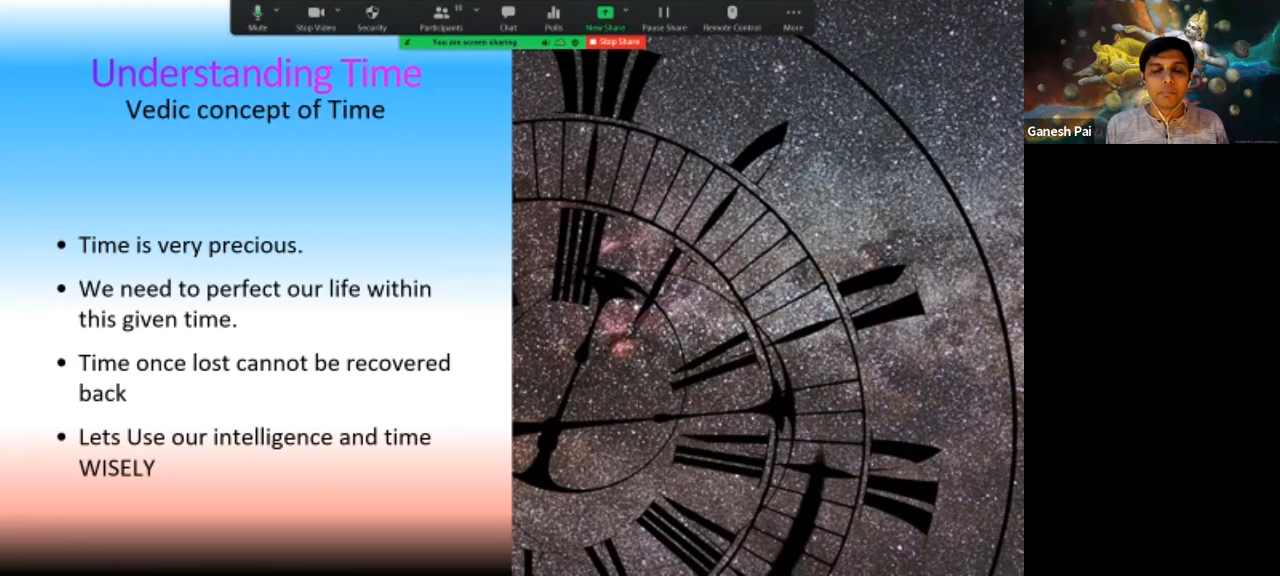 Mute
Stop Video
Security
Participants
Chat
Polls
New Share
Pause Share
Remote Control
More
You are screen sharing
Stop Share
Understanding Time
Vedic concept of Time
• Time is very precious.
• We need to perfect our life within
this given time.
• Time once lost cannot be recovered
back
• Lets Use our intelligence and time
WISELY
Ganesh Pai